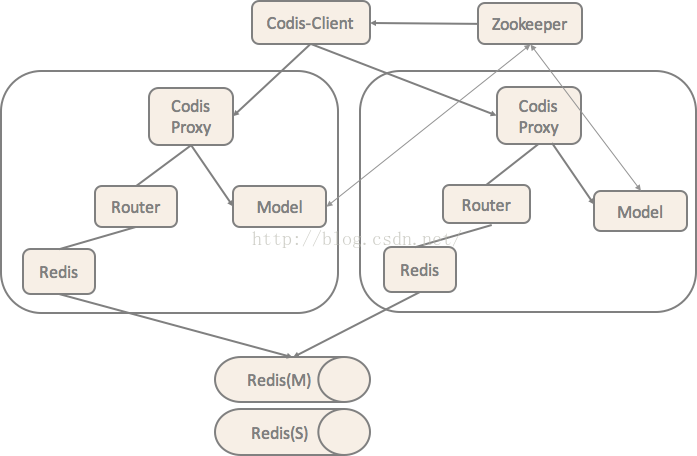 Codis-Client
Zookeeper
Codis
Proxy
Codis
Proxy
Router
Model
Router
Model
http://blog.csdn.net/
Redis
Redis
Redis(M)
Redis(S)